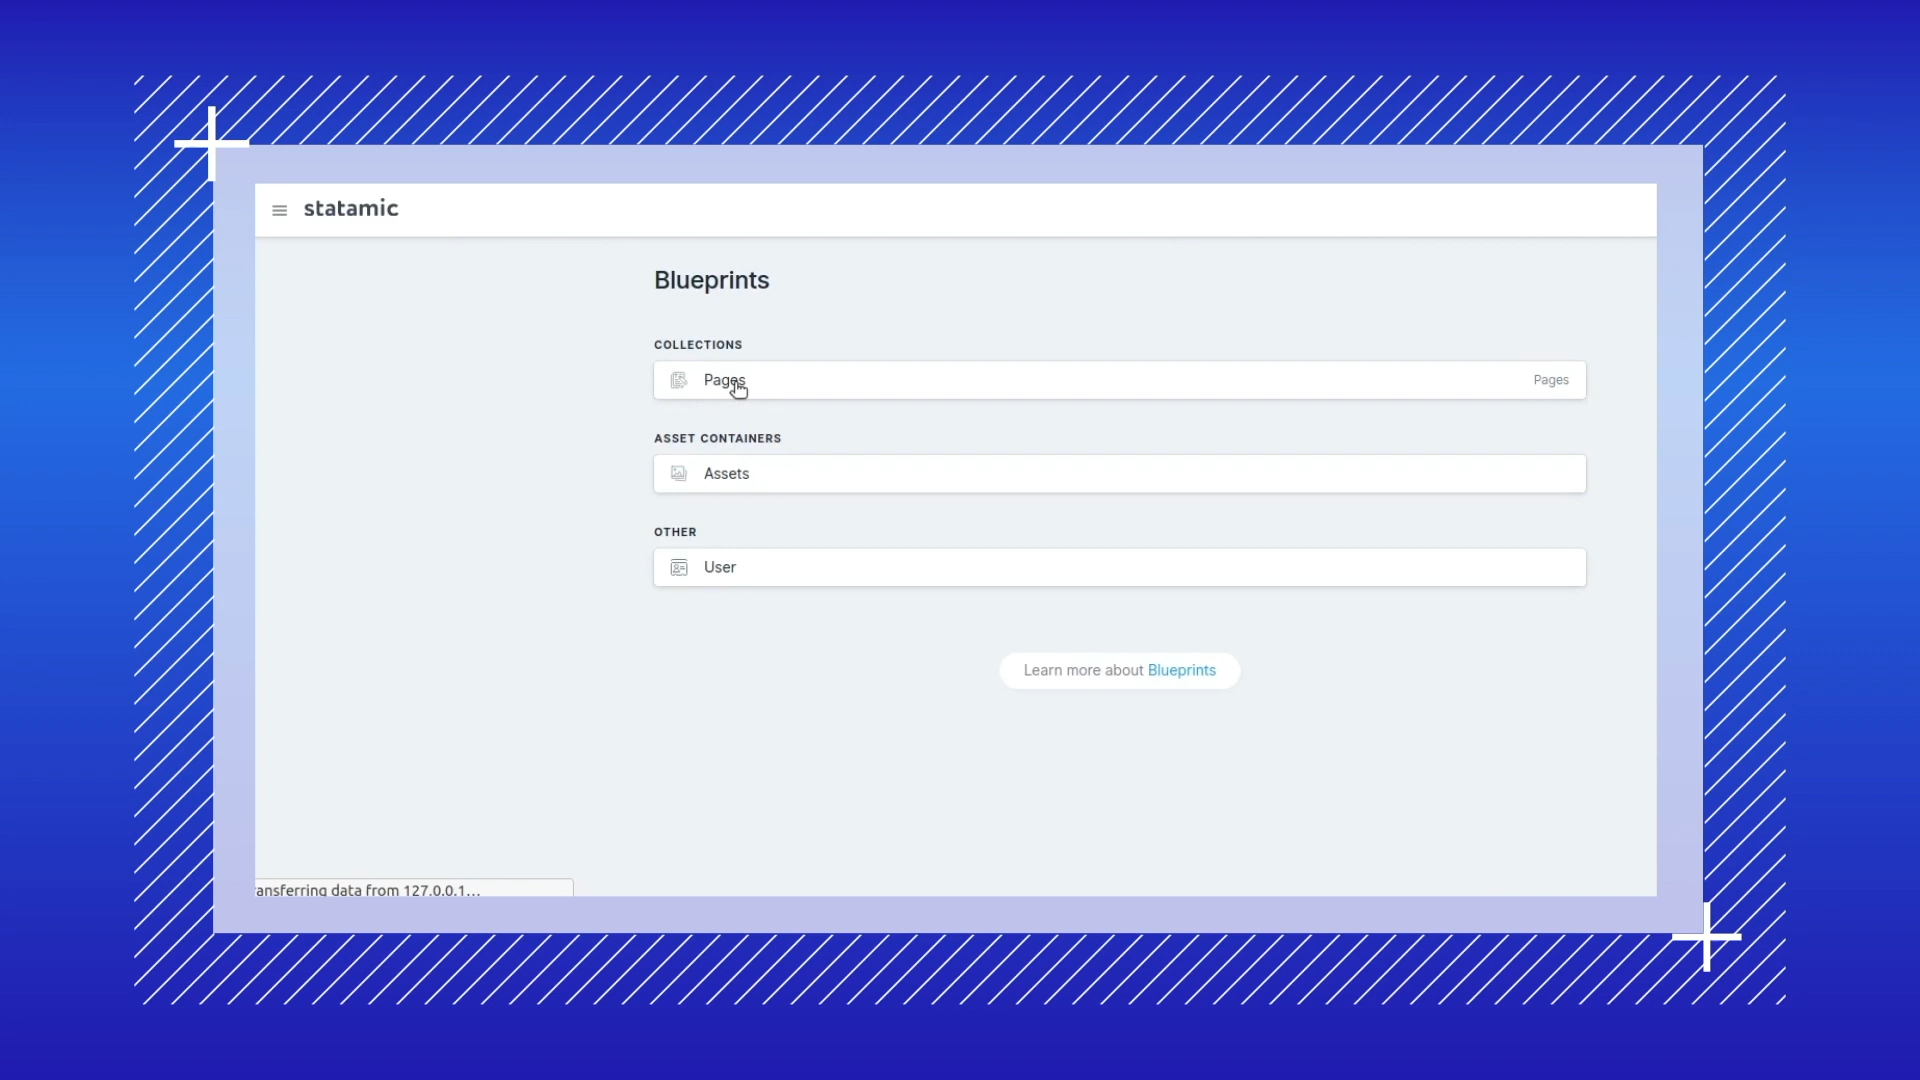 statamic
Blueprints
COLLECTIONS
Pages Pages
ASSET CONTAINERS
Assets
OTHER
User
Learn more about Blueprints
ansferring data from 127.0.0.1...